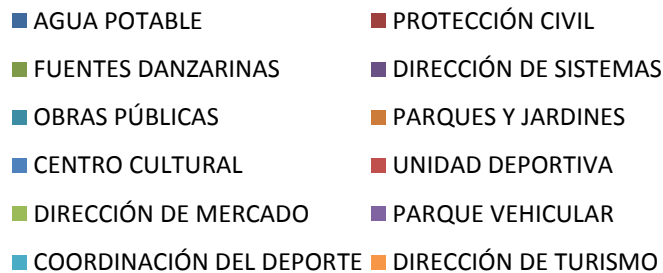 AGUA POTABLE PROTECCIÓN CIVIL
FUENTES DANZARINAS DIRECCIÓN DE SISTEMAS
OBRAS PÚBLICAS PARQUES Y JARDINES
CENTRO CULTURAL UNIDAD DEPORTIVA
DIRECCIÓN DE MERCADO PARQUE VEHICULAR
COORDINACIÓN DEL DEPORTE DIRECCIÓN DE TURISMO